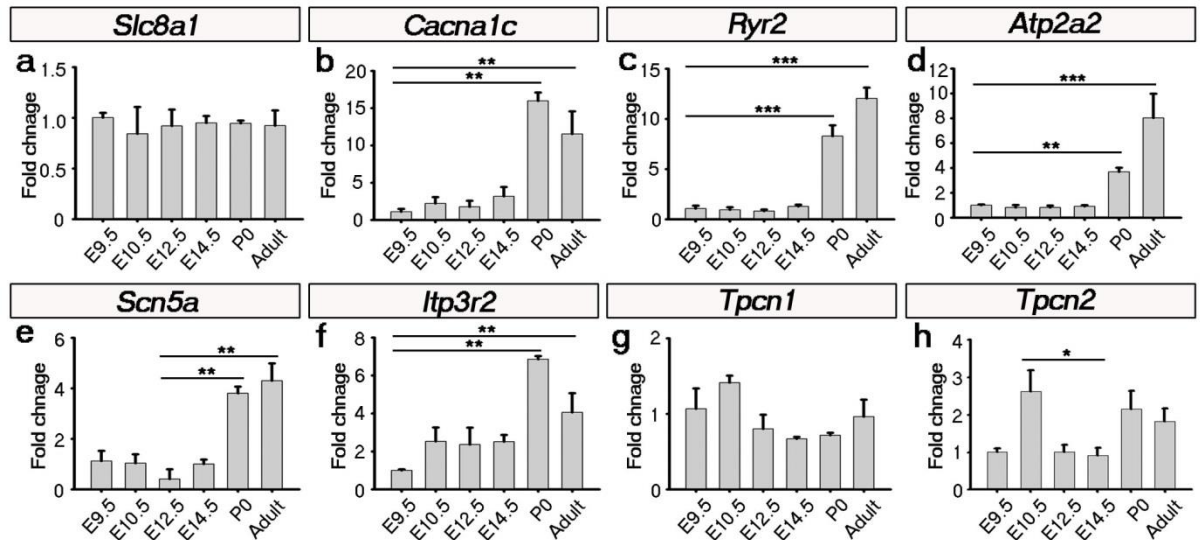 Slc8a1
Cacna1c
Ryr2
Atp2a2
a
Fold chnage
1.5
1.0
0.5
0
E9.5
E10.5
E12.5
E14.5
P0
Adult
b
Fold chnage
20
15
10
5
0
**
**
E9.5
E10.5
E12.5
E14.5
P0
Adult
c
Fold chnage
15
10
5
0
***
***
E9.5
E10.5
E12.5
E14.5
P0
Adult
d
Fold chnage
12
10
8
6
4
2
0
***
**
E9.5
E10.5
E12.5
E14.5
P0
Adult
Scn5a
Itp3r2
Tpcn1
Tpcn2
e
Fold chnage
6
4
2
0
**
**
E9.5
E10.5
E12.5
E14.5
P0
Adult
f
Fold chnage
8
6
4
2
0
**
**
E9.5
E10.5
E12.5
E14.5
P0
Adult
g
Fold chnage
2
1
0
E9.5
E10.5
E12.5
E14.5
P0
Adult
h
Fold chnage
4
3
2
1
0
*
E9.5
E10.5
E12.5
E14.5
P0
Adult